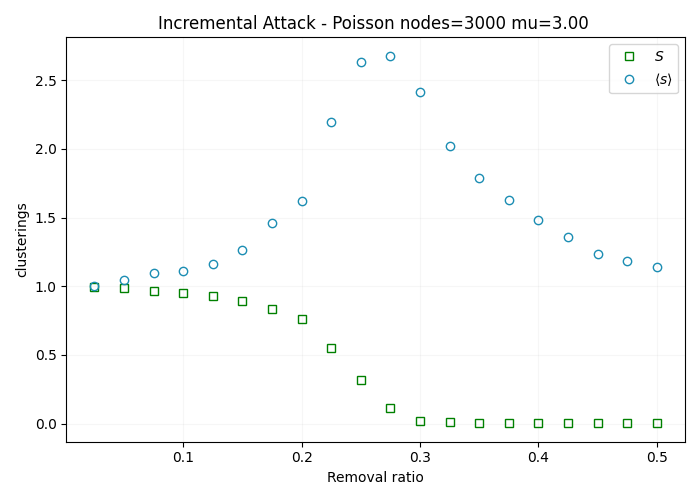 Incremental Attack - Poisson nodes=3000 mu=3.00
S
⟨s⟩
clusterings
2.5
2.0
1.5
1.0
0.5
0.0
0.1 0.2 0.3 0.4 0.5
Removal ratio